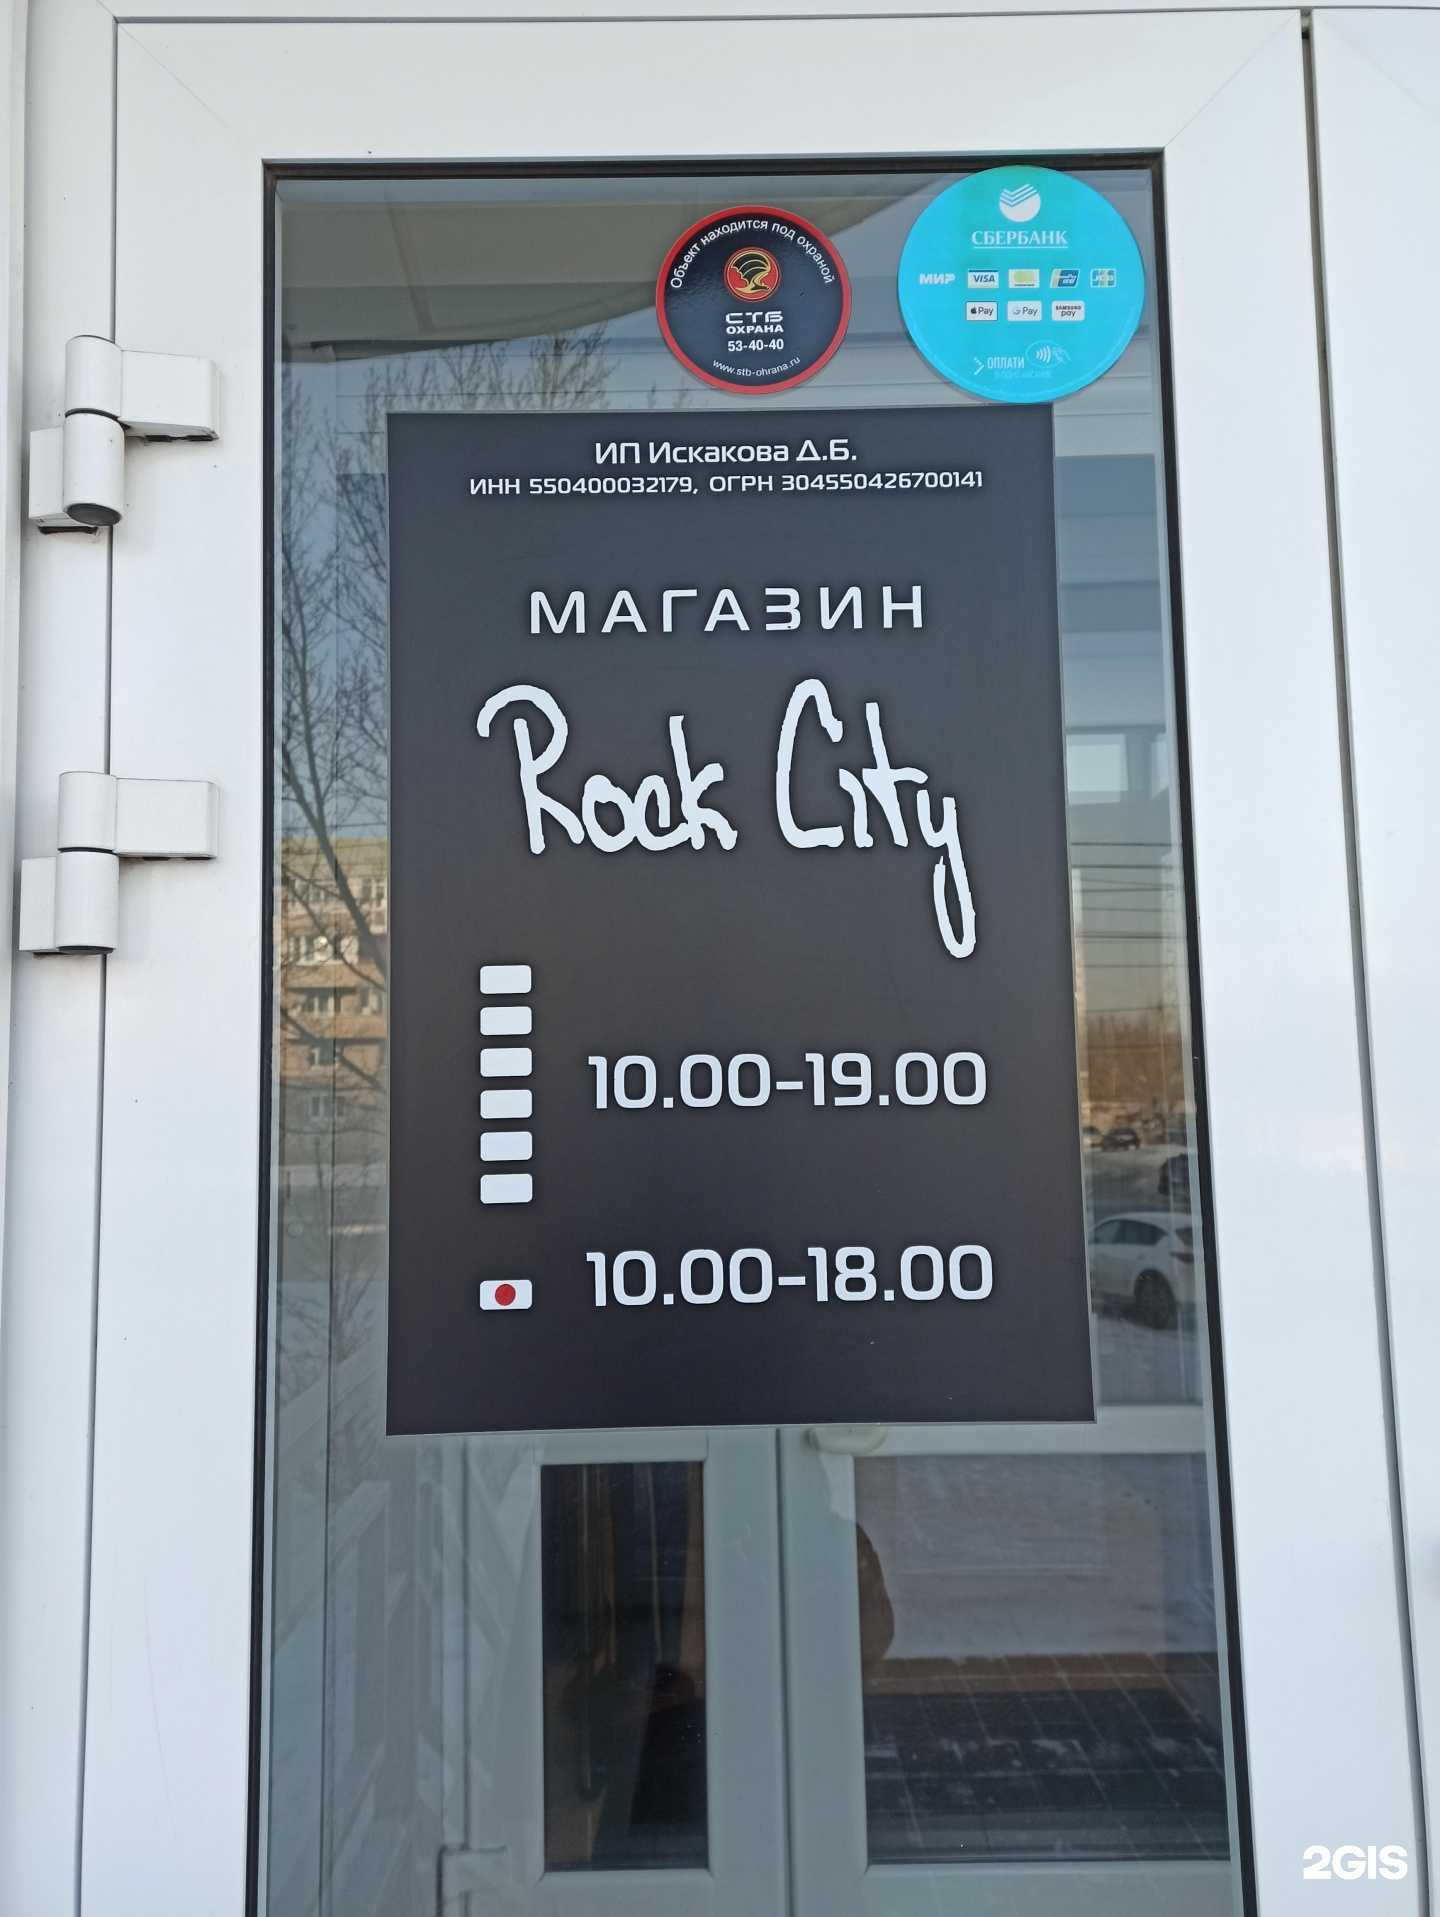 Объект находится под охраной
СТБ
ОХРАНА
53-40-40
www.stb-ohrana.ru
СБЕРБАНК
МИР VISA JCB
Pay G Pay SAMSUNG pay
ОПЛАТИ
ИП Искакова Д.Б.
ИНН 550400032179, ОГРН 304550426700141
МАГАЗИН
Rock City
10.00-19.00
10.00-18.00
2GIS